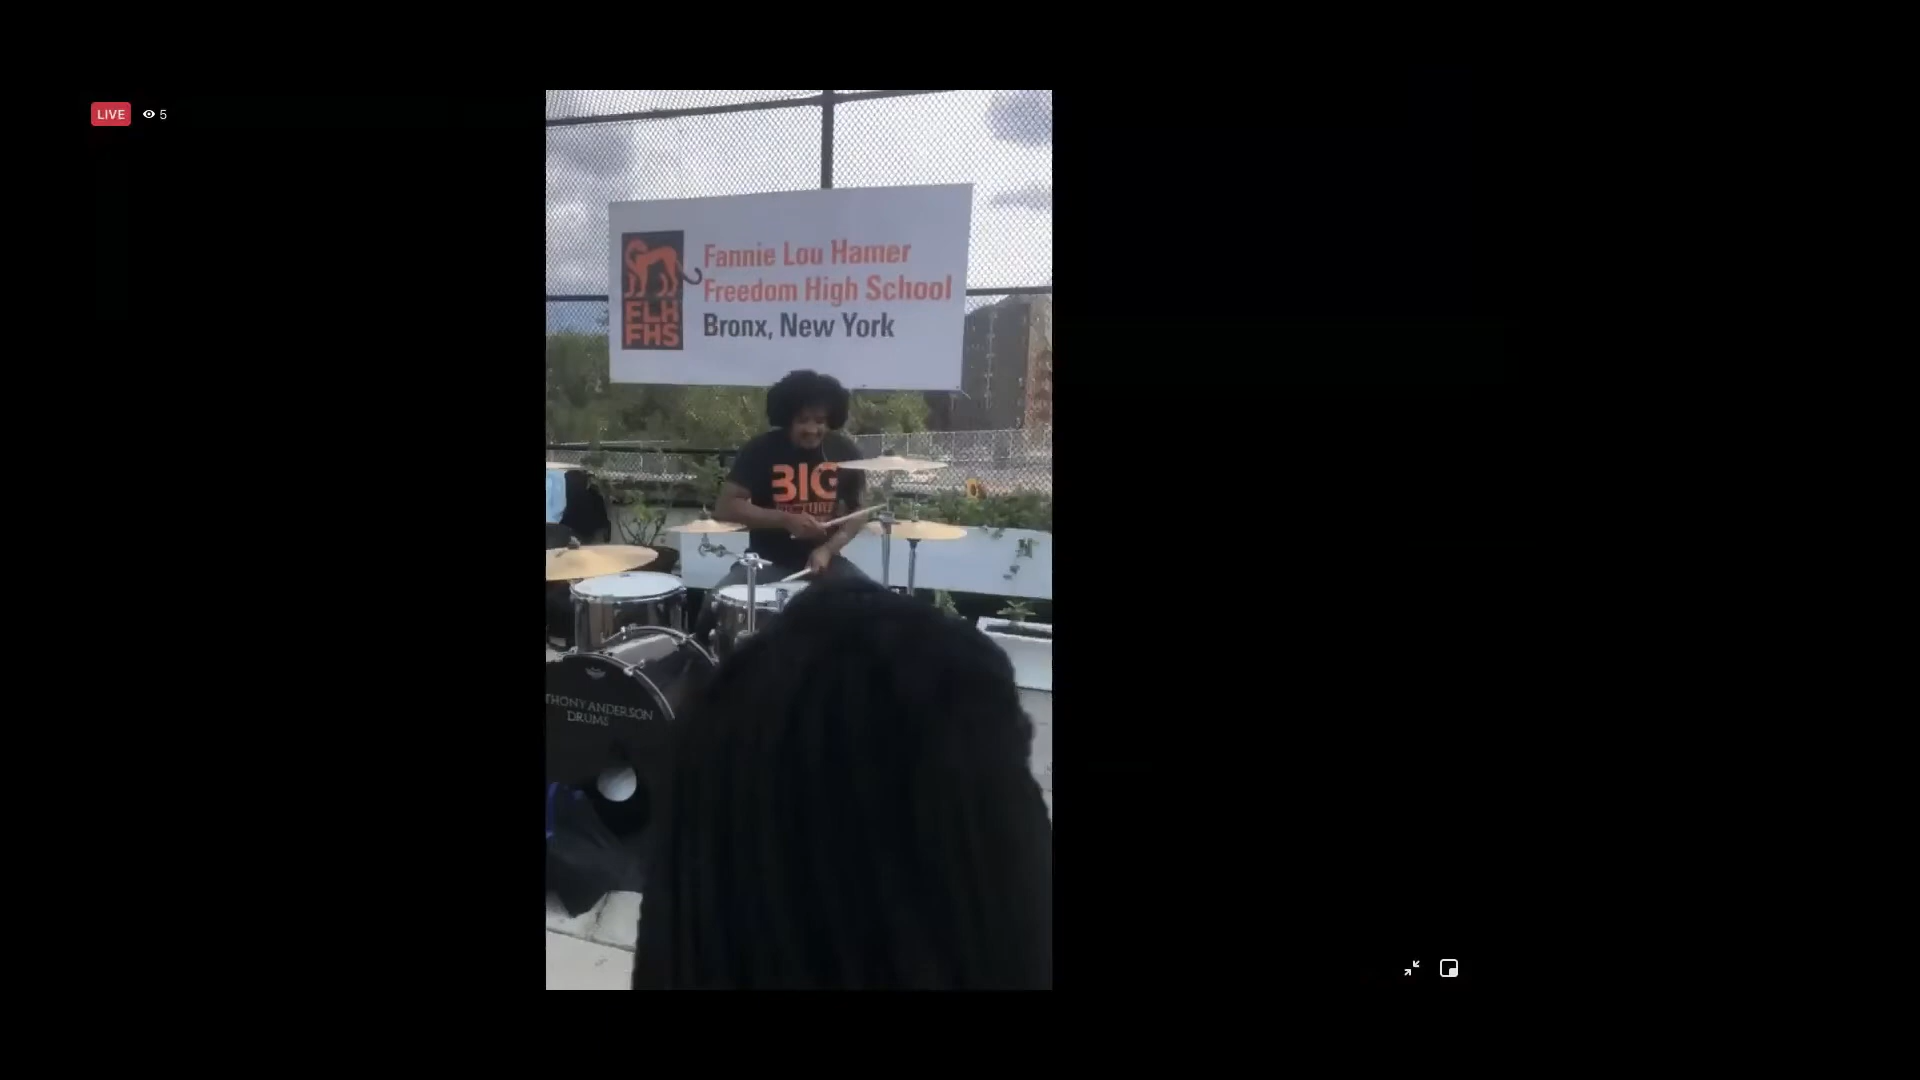 LIVE
5
Fannie Lou Hamer
Freedom High School
Bronx, New York
FLH
FHS
BIG
THONY ANDERSON
DRUMS